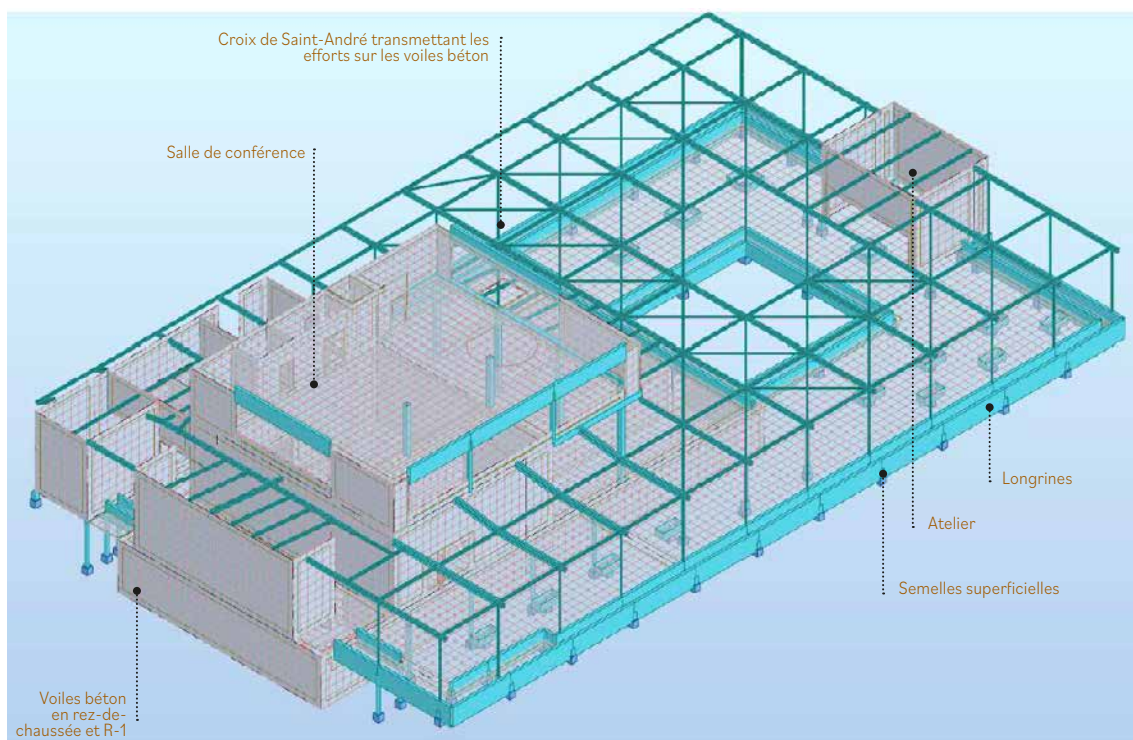 Croix de Saint-André transmettant les
efforts sur les voiles béton
Salle de conférence
Longrines
Atelier
Semelles superficielles
Voiles béton
en rez-de-
chaussée et R-1